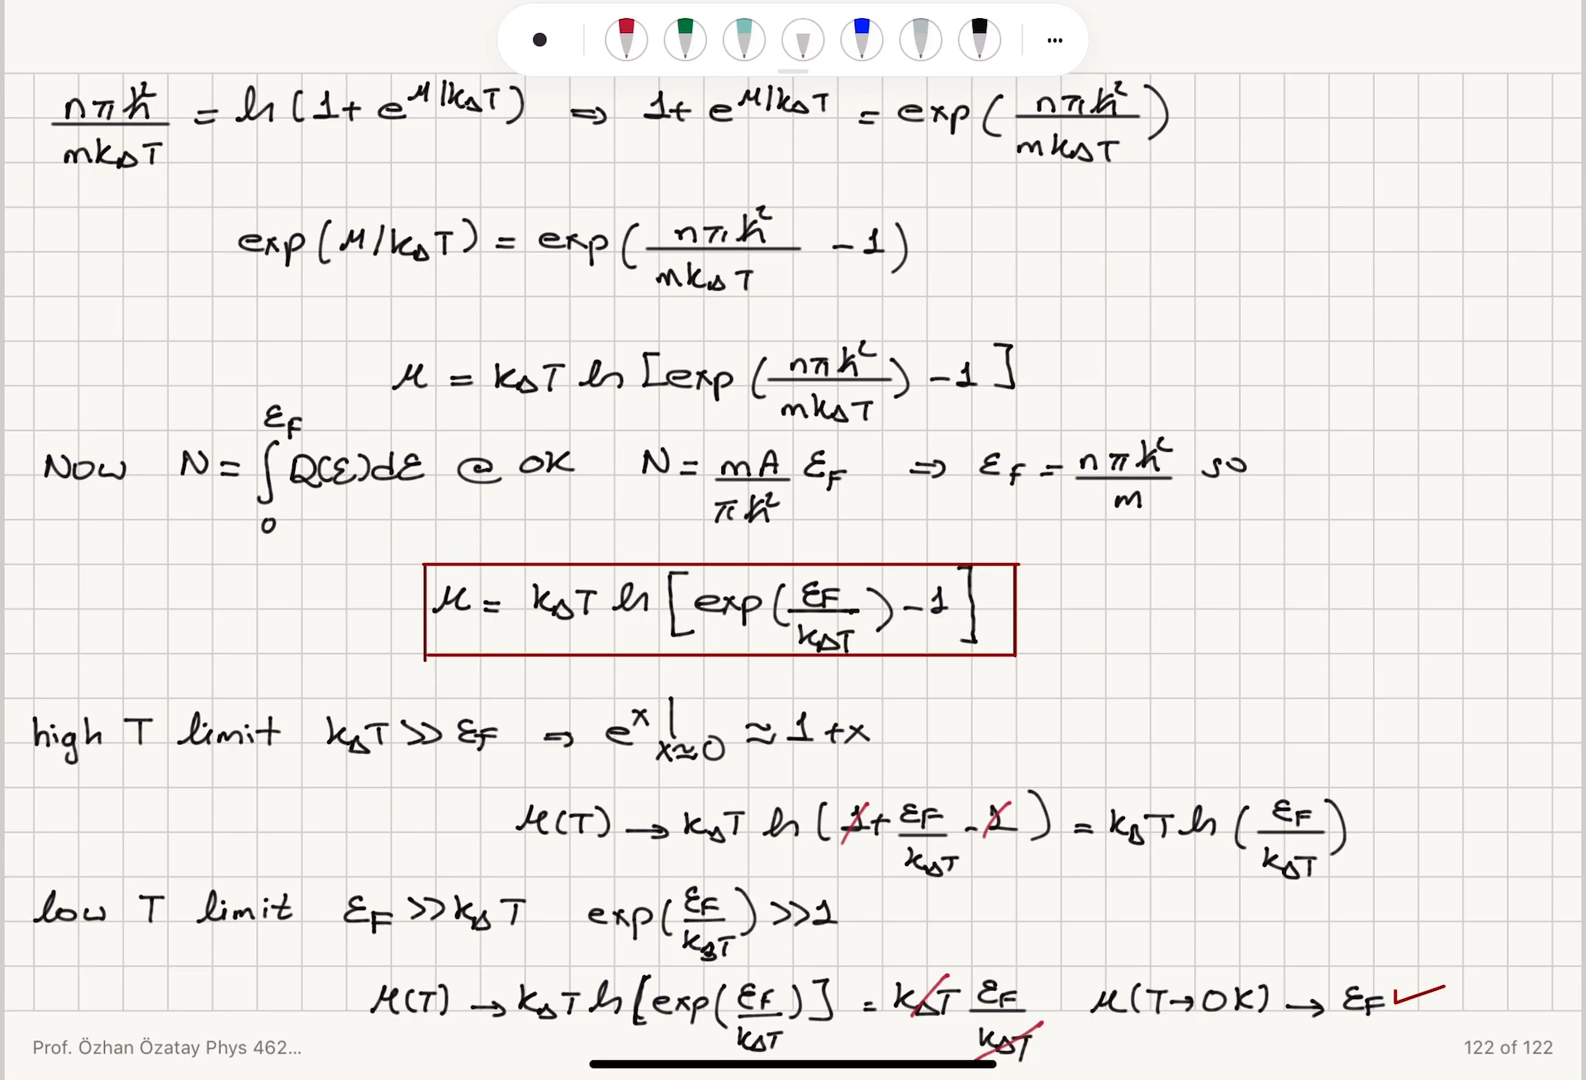 nπħ²/mk_BT = ln(1+ e^{μ/k_BT}) ⇒ 1+ e^{μ/k_BT} = exp(nπħ²/mk_BT)
exp(μ/k_BT) = exp(nπħ²/mk_BT - 1)
μ = k_BT ln[exp(nπħ²/mk_BT) - 1]
Now N = ∫₀^{ε_F} D(ε)dε @ 0K N = mA/πħ² ε_F ⇒ ε_f = nπħ²/m so
μ = k_BT ln[exp(ε_F/k_BT) - 1]
high T limit k_BT >> ε_F ⇒ e^x |_{x≈0} ≈ 1+x
μ(T) → k_BT ln(1 + ε_F/k_BT - 1) = k_BT ln(ε_F/k_BT)
low T limit ε_F >> k_BT exp(ε_F/k_BT) >> 1
μ(T) → k_BT ln[exp(ε_F/k_BT)] = k_BT ε_F/k_BT μ(T→0K) → ε_F ✓
Prof. Özhan Özatay Phys 462...
122 of 122